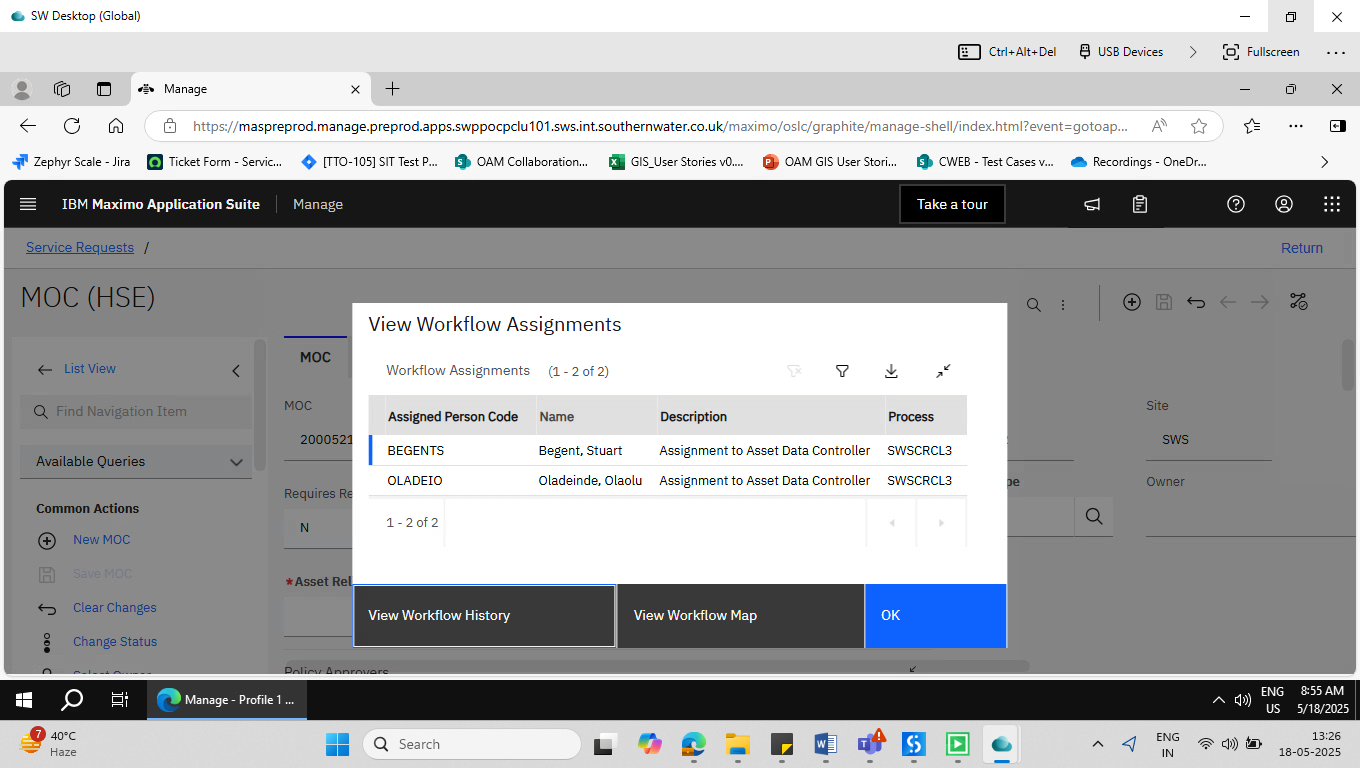 SW Desktop (Global)
Ctrl+Alt+Del USB Devices Fullscreen
Manage
https://maspreprod.manage.preprod.apps.swppocpclu101.sws.int.southernwater.co.uk/maximo/oslc/graphite/manage-shell/index.html?event=gotoap...
Zephyr Scale - Jira Ticket Form - Servic... [TTO-105] SIT Test P... OAM Collaboration... GIS_User Stories v0.... OAM GIS User Stori... CWEB - Test Cases v... Recordings - OneDr...
IBM Maximo Application Suite Manage Take a tour
Service Requests / Return
MOC (HSE)
List View
Find Navigation Item
Available Queries
Common Actions
New MOC
Save MOC
Clear Changes
Change Status
Select Owner
MOC
MOC
2000521
Requires Re
N
*Asset Rel
Policy Approvers
Site
SWS
pe
Owner
View Workflow Assignments
Workflow Assignments (1 - 2 of 2)
Assigned Person Code Name Description Process
BEGENTS Begent, Stuart Assignment to Asset Data Controller SWSCRCL3
OLADEIO Oladeinde, Olaolu Assignment to Asset Data Controller SWSCRCL3
1 - 2 of 2
View Workflow History View Workflow Map OK
Manage - Profile 1 ...
ENG
US
8:55 AM
5/18/2025
7
40°C
Haze
Search
ENG
IN
13:26
18-05-2025